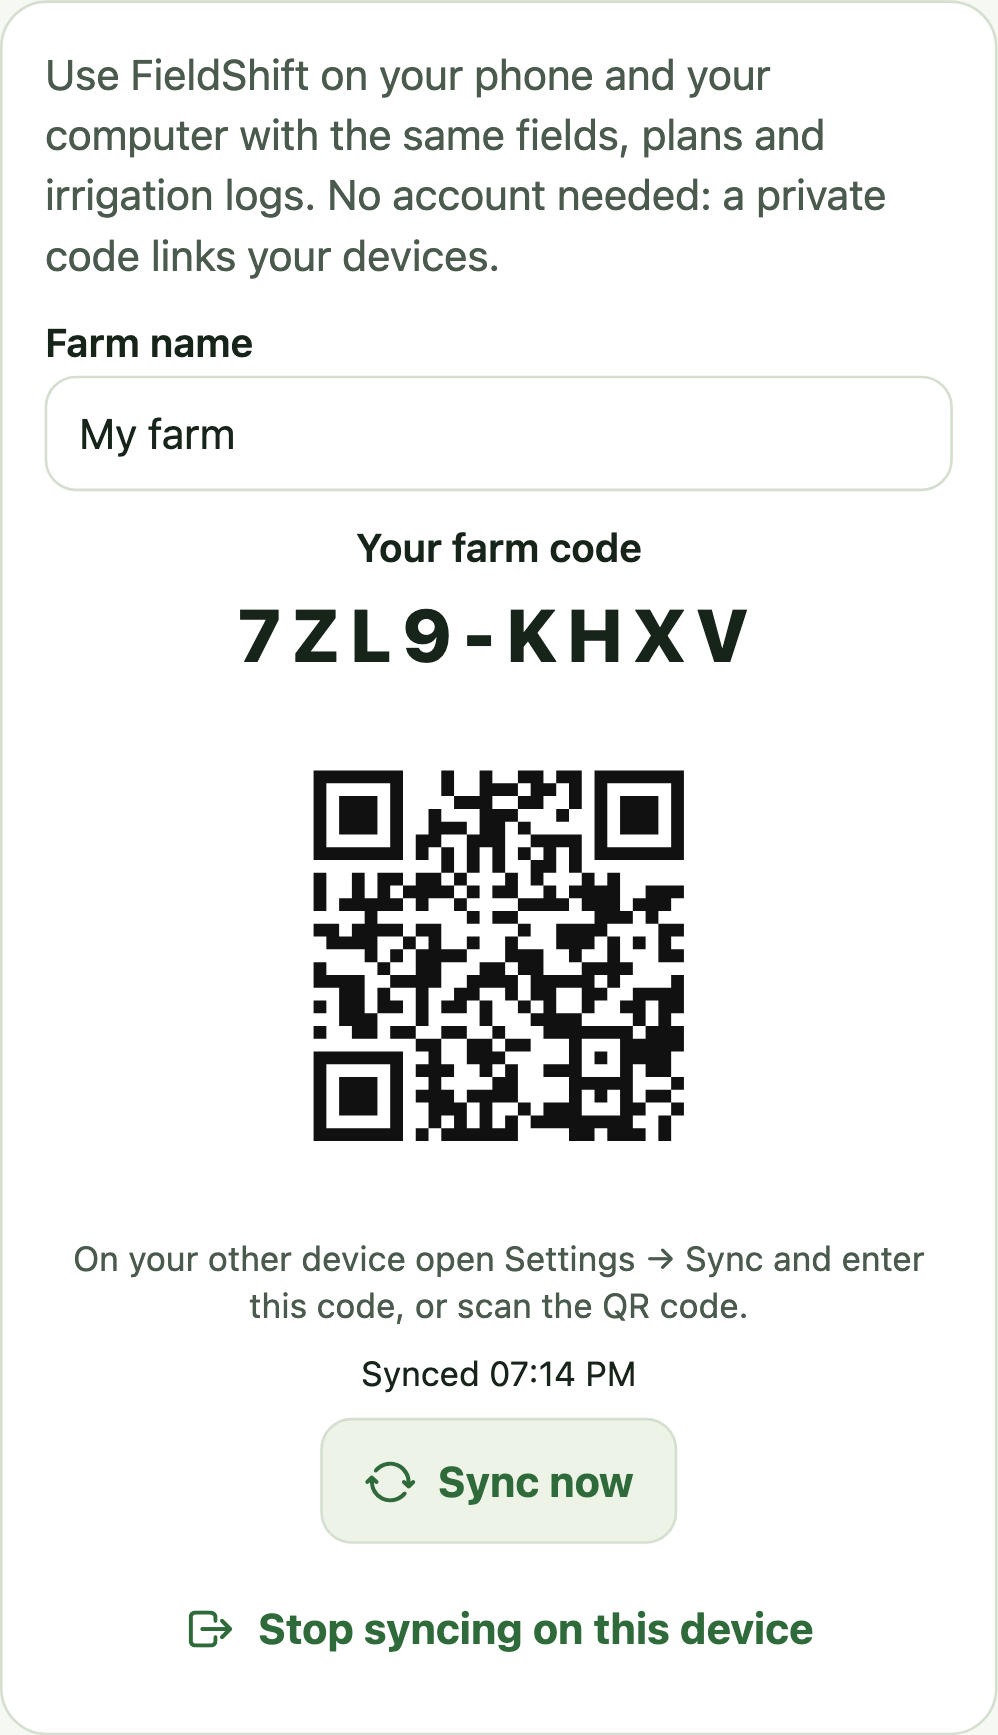 Use FieldShift on your phone and your
computer with the same fields, plans and
irrigation logs. No account needed: a private
code links your devices.
Farm name
My farm
Your farm code
7ZL9-KHXV
On your other device open Settings → Sync and enter
this code, or scan the QR code.
Synced 07:14 PM
Sync now
Stop syncing on this device